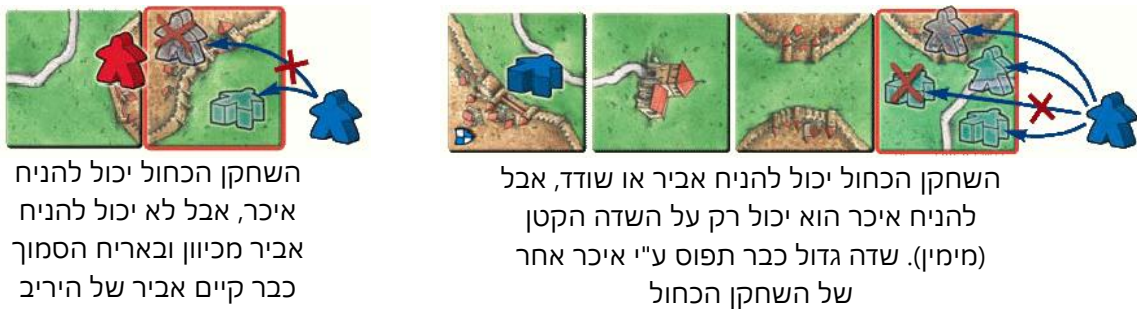 השחקן הכחול יכול להניח אביר או שודד, אבל
להניח איכר הוא יכול רק על השדה הקטן
(מימין). שדה גדול כבר תפוס ע"י איכר אחר
של השחקן הכחול
השחקן הכחול יכול להניח
איכר, אבל לא יכול להניח
אביר מכיוון ובאריח הסמוך
כבר קיים אביר של היריב